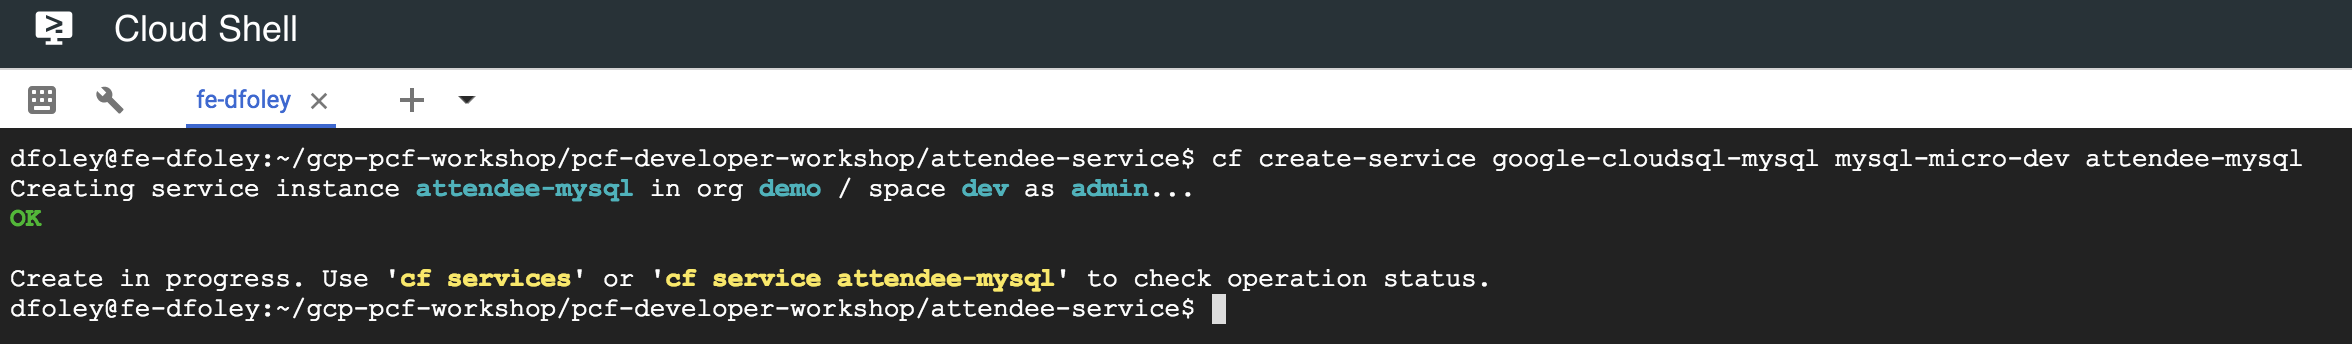 Cloud Shell
fe-dfoley
dfoley@fe-dfoley:~/gcp-pcf-workshop/pcf-developer-workshop/attendee-service$ cf create-service google-cloudsql-mysql mysql-micro-dev attendee-mysql
Creating service instance attendee-mysql in org demo / space dev as admin...
OK
Create in progress. Use 'cf services' or 'cf service attendee-mysql' to check operation status.
dfoley@fe-dfoley:~/gcp-pcf-workshop/pcf-developer-workshop/attendee-service$